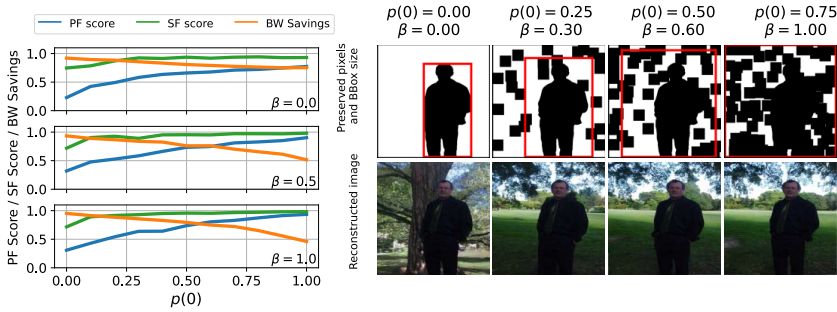 PF score SF score BW Savings
PF Score / SF Score / BW Savings
1.0
0.5
0.0
β = 0.0
1.0
0.5
0.0
β = 0.5
1.0
0.5
0.0
β = 1.0
0.00 0.25 0.50 0.75 1.00
p(0)
p(0) = 0.00 p(0) = 0.25 p(0) = 0.50 p(0) = 0.75
β = 0.00 β = 0.30 β = 0.60 β = 1.00
Preserved pixels
and BBox size
Reconstructed image